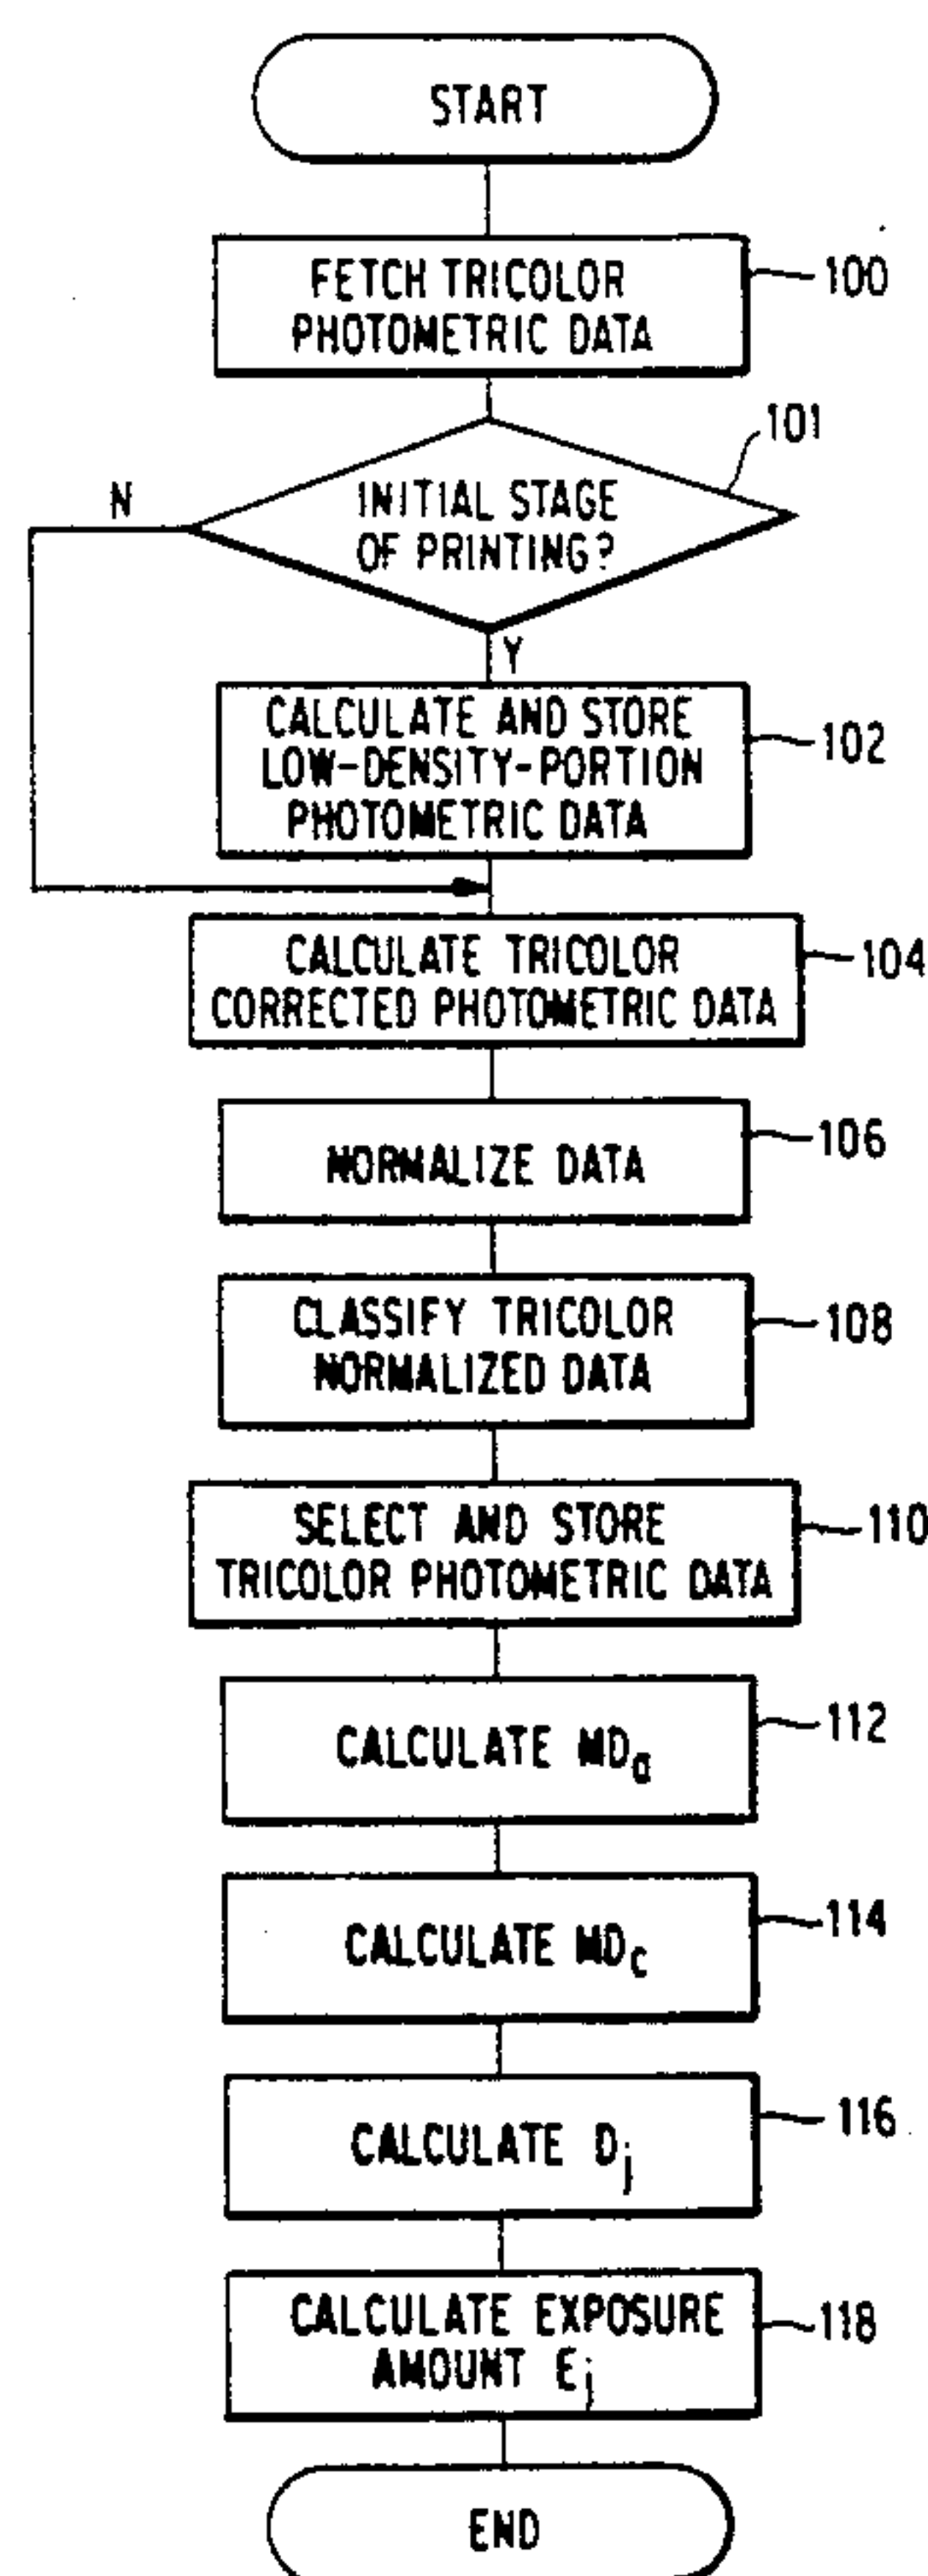 START
FETCH TRICOLOR
PHOTOMETRIC DATA
100
101
N
INITIAL STAGE
OF PRINTING?
Y
CALCULATE AND STORE
LOW-DENSITY-PORTION
PHOTOMETRIC DATA
102
CALCULATE TRICOLOR
CORRECTED PHOTOMETRIC DATA
104
NORMALIZE DATA
106
CLASSIFY TRICOLOR
NORMALIZED DATA
108
SELECT AND STORE
TRICOLOR PHOTOMETRIC DATA
110
CALCULATE MDa
112
CALCULATE MDc
114
CALCULATE Dj
116
CALCULATE EXPOSURE
AMOUNT Ej
118
END